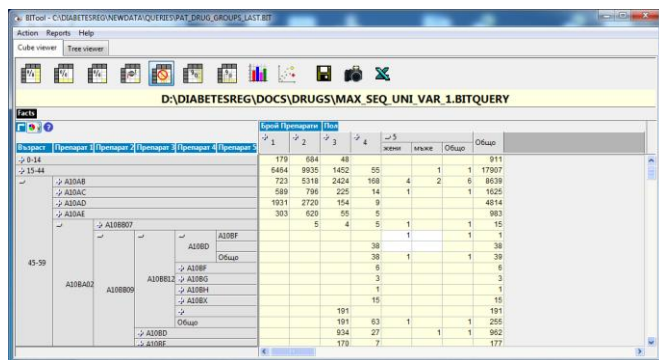 BITool - C:\DIABETESREG\NEWDATA\QUERIES\PAT_DRUG_GROUPS_LAST.BIT
Action Reports Help
Cube viewer Tree viewer
D:\DIABETESREG\DOCS\DRUGS\MAX_SEQ_UNI_VAR_1.BITQUERY
Facts
Брой Препарати Пол
1 2 3 4 5 Общо
жени мъже Общо
Възраст Препарат 1 Препарат 2 Препарат 3 Препарат 4 Препарат 5
0-14 179 684 48 911
15-44 6464 9935 1452 55 1 1 17907
A10AB 723 5318 2424 168 4 2 6 8639
A10AC 589 796 225 14 1 1 1625
A10AD 1931 2720 154 9 4814
A10AE 303 620 55 5 983
A10BB07 5 4 5 1 1 15
A10BF 1 1 1
A10BD 38 38
Общо 38 1 1 39
45-59 A10BF 6 6
A10BA02 A10BB09 A10BB12 A10BG 3 3
A10BH 1 1
A10BX 15 15
191 191
Общо 191 63 1 1 255
A10BD 934 27 1 1 962
A10BF 170 7 177